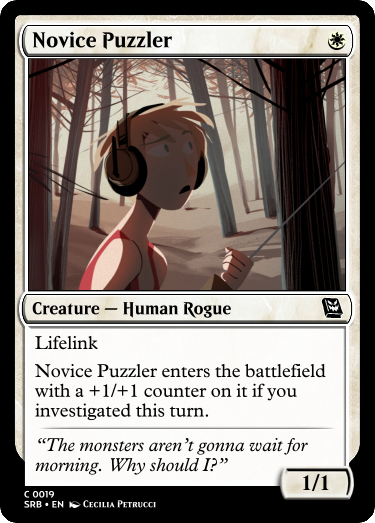 Novice Puzzler
Creature — Human Rogue
Lifelink
Novice Puzzler enters the battlefield
with a +1/+1 counter on it if you
investigated this turn.
“The monsters aren’t gonna wait for
morning. Why should I?”
1/1
C 0019
SRB • EN Cecilia Petrucci